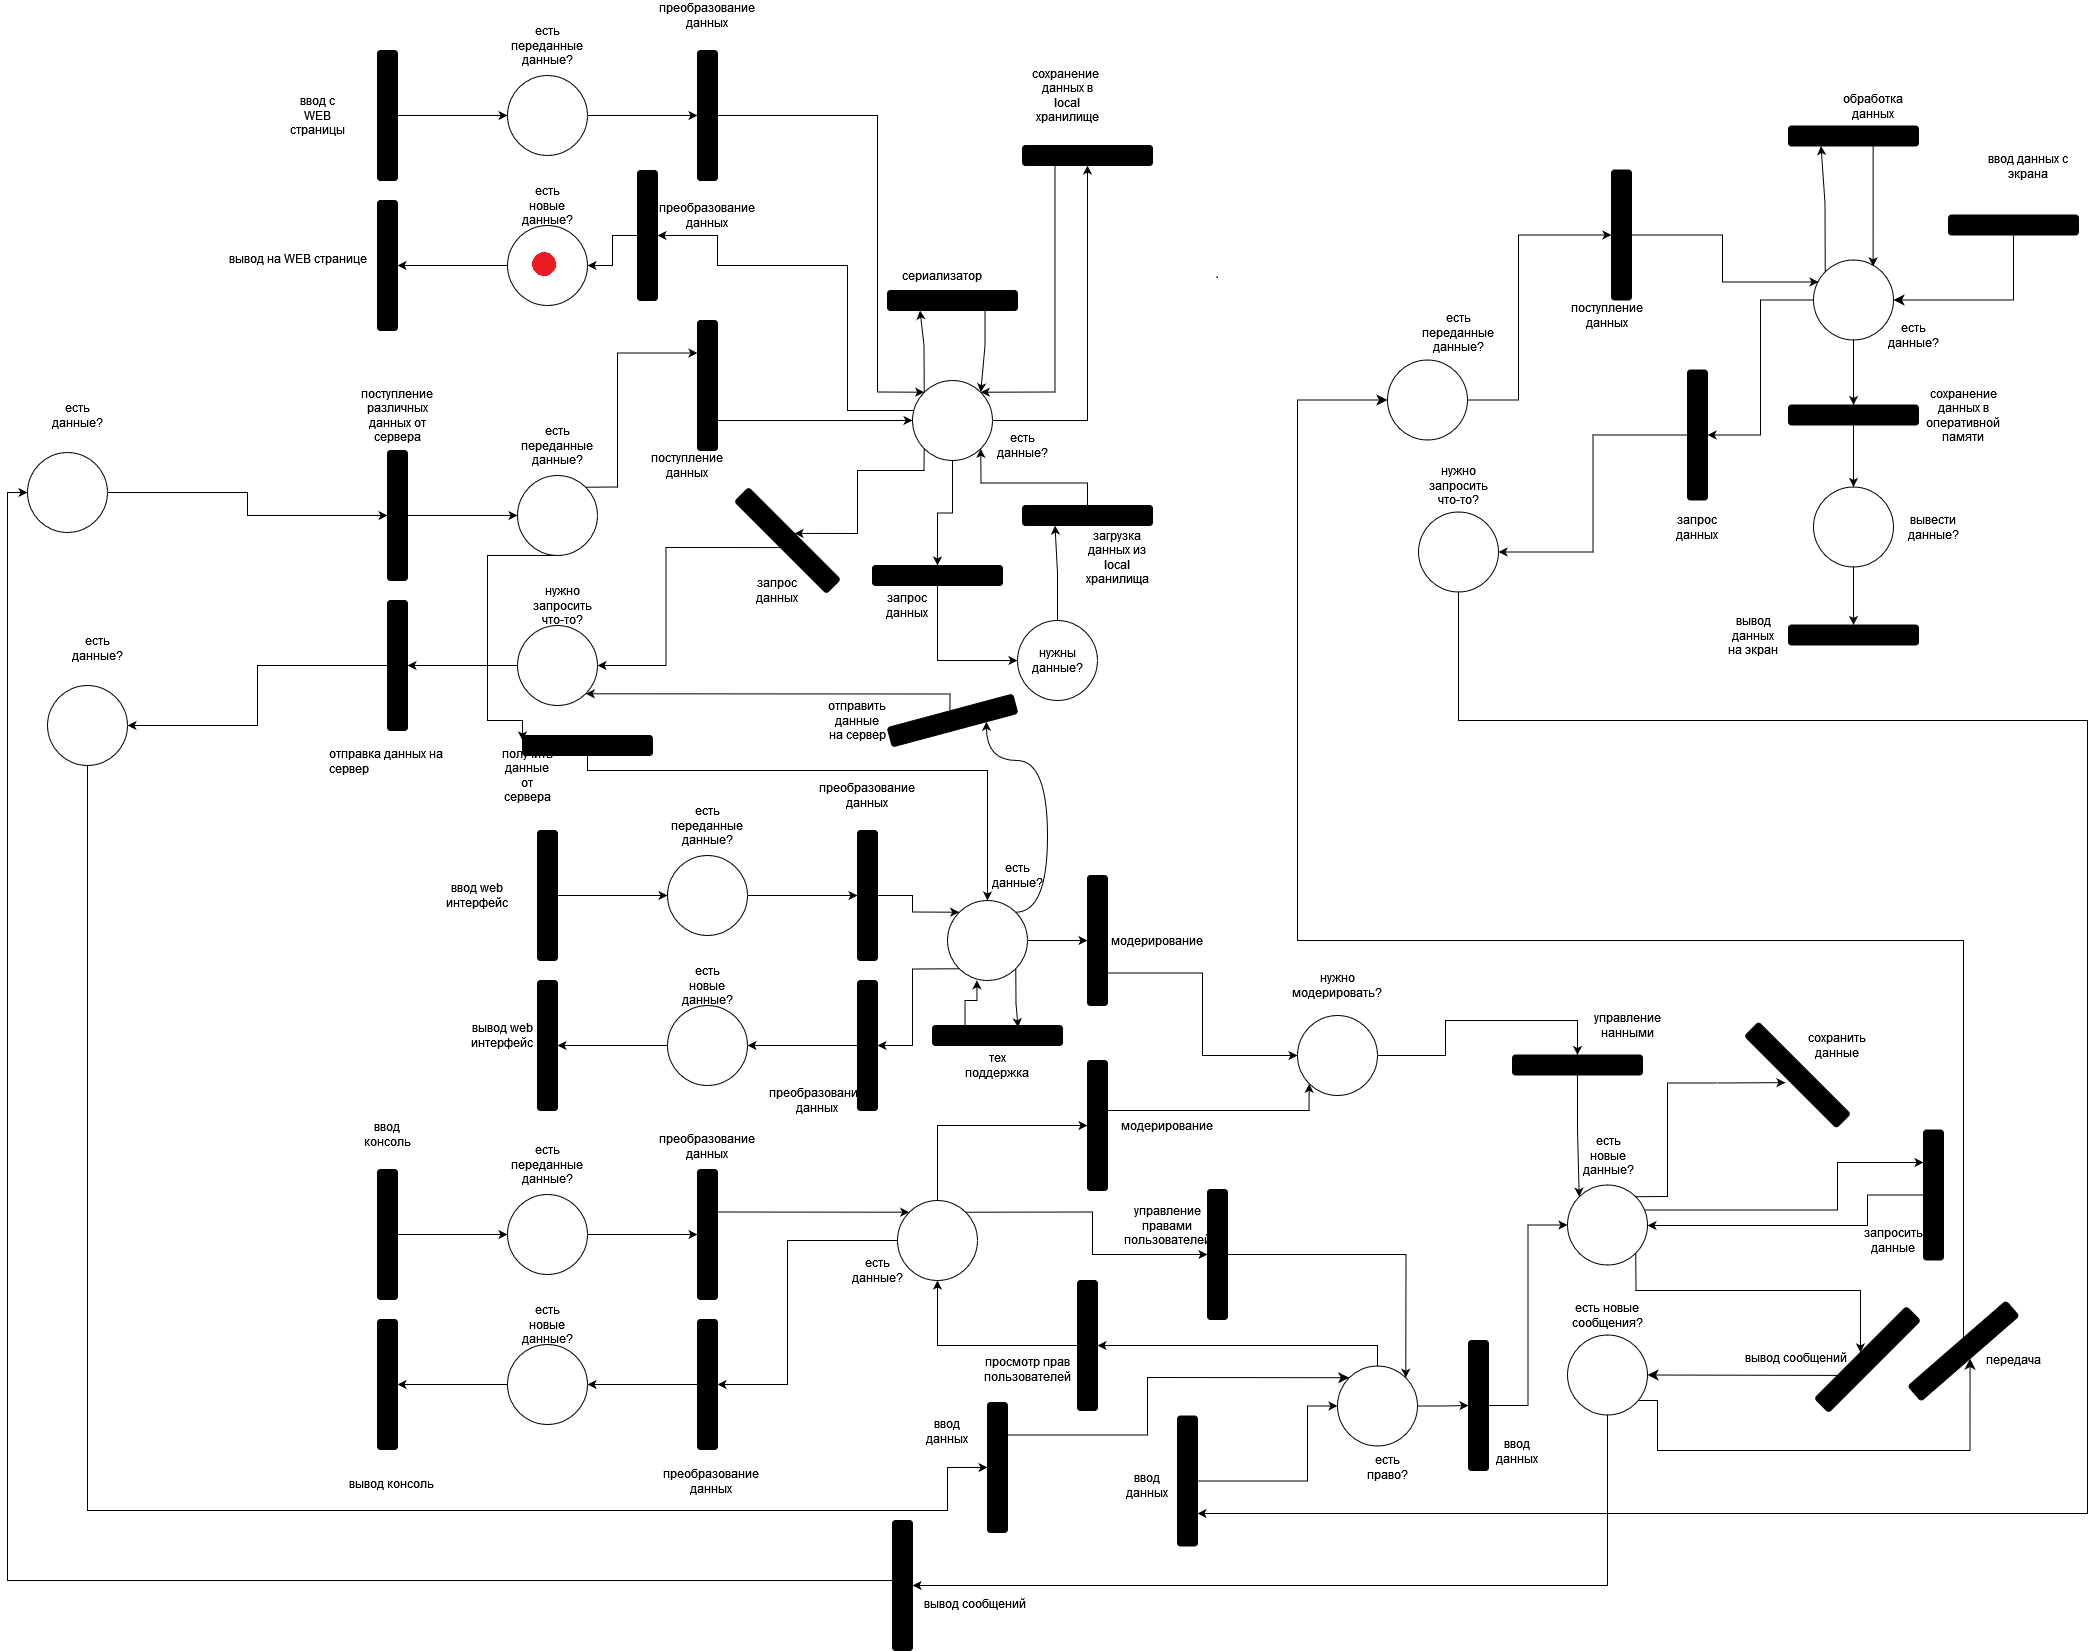 преобразование
данных
есть
переданные
данные?
ввод с
WEB
страницы
есть
новые
данные?
преобразование
данных
вывод на WEB странице
сохранение
данных в
local
хранилище
сериализатор
.
обработка
данных
ввод данных с
экрана
поступление
данных
есть
данные?
есть
переданные
данные?
сохранение
данных в
оперативной
памяти
нужно
запросить
что-то?
запрос
данных
вывести
данные?
вывод
данных
на экран
есть
данные?
поступление
различных
данных от
сервера
есть
переданные
данные?
поступление
данных
есть
данные?
загрузка
данных из
local
хранилища
запрос
данных
запрос
данных
нужны
данные?
нужно
запросить
что-то?
есть
данные?
отправка данных на
сервер
отправить
данные
на сервер
получить
данные
от
сервера
преобразование
данных
есть
переданные
данные?
ввод web
интерфейс
есть
данные?
модерирование
есть
новые
данные?
вывод web
интерфейс
преобразовани
данных
тех
поддержка
нужно
модерировать?
управление
нанными
сохранить
данные
модерирование
ввод
консоль
есть
переданные
данные?
преобразование
данных
есть
новые
данные?
управление
правами
пользователей
запросить
данные
есть
данные?
есть
новые
данные?
есть новые
сообщения?
просмотр прав
пользователей
вывод сообщений
передача
вывод консоль
преобразование
данных
ввод
данных
ввод
данных
есть
право?
ввод
данных
вывод сообщений